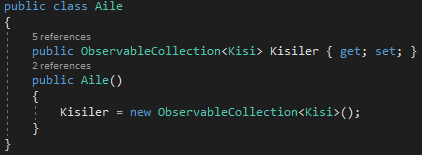 public class Aile
{
5 references
public ObservableCollection<Kisi> Kisiler { get; set; }
2 references
public Aile()
{
Kisiler = new ObservableCollection<Kisi>();
}
}